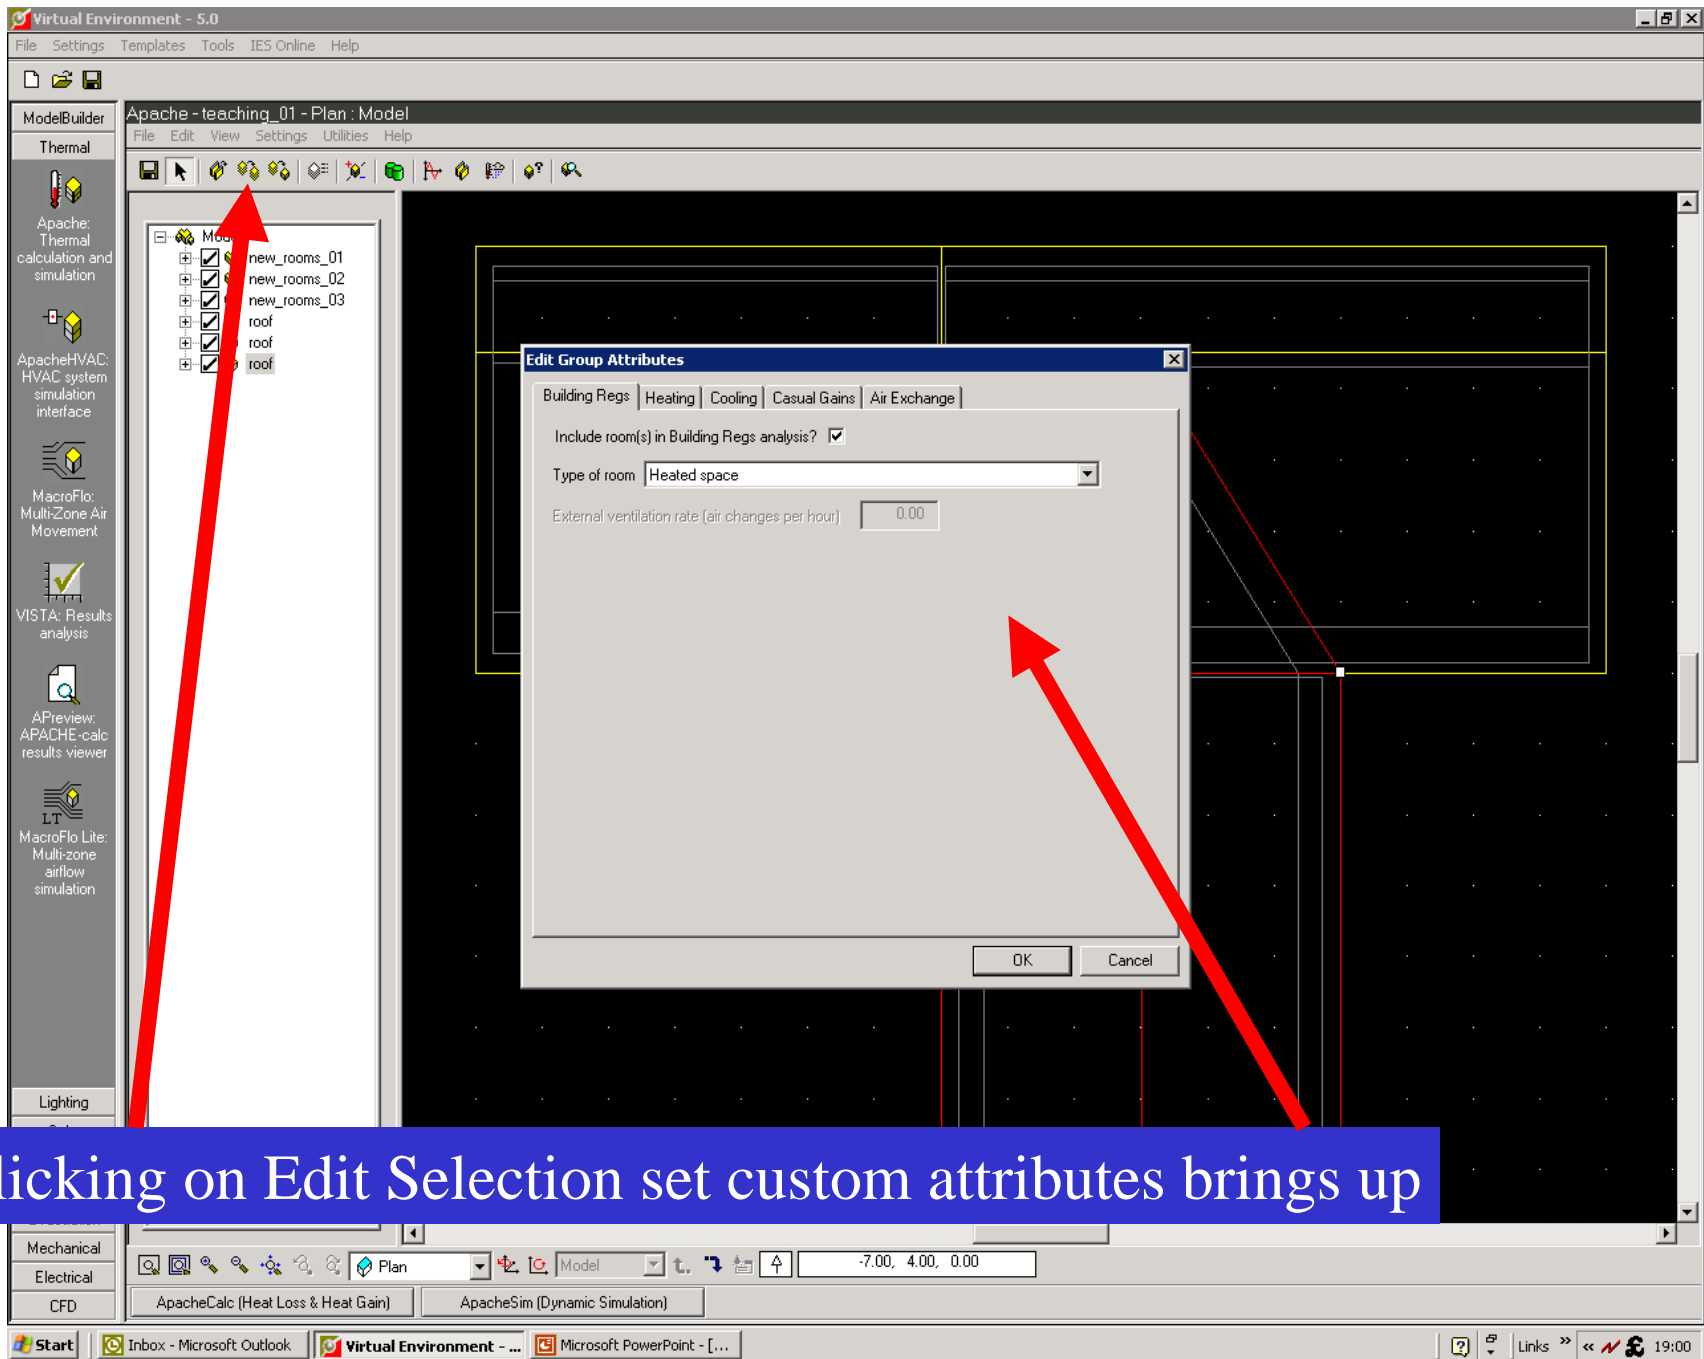 Virtual Environment - 5.0
File Settings Templates Tools IES Online Help
ModelBuilder
Thermal
Apache:
Thermal
calculation and
simulation
ApacheHVAC:
HVAC system
simulation
interface
MacroFlo:
Multi-Zone Air
Movement
VISTA: Results
analysis
APreview:
APACHE-calc
results viewer
LT
MacroFlo Lite:
Multi-zone
airflow
simulation
Lighting
Mechanical
Electrical
CFD
Apache - teaching_01 - Plan : Model
File Edit View Settings Utilities Help
new_rooms_01
new_rooms_02
new_rooms_03
roof
roof
roof
Edit Group Attributes
Building Regs Heating Cooling Casual Gains Air Exchange
Include room(s) in Building Regs analysis?
Type of room Heated space
External ventilation rate (air changes per hour) 0.00
OK Cancel
licking on Edit Selection set custom attributes brings up
Plan Model -7.00, 4.00, 0.00
ApacheCalc (Heat Loss & Heat Gain) ApacheSim (Dynamic Simulation)
Start Inbox - Microsoft Outlook Virtual Environment - ... Microsoft PowerPoint - [... Links » « 19:00